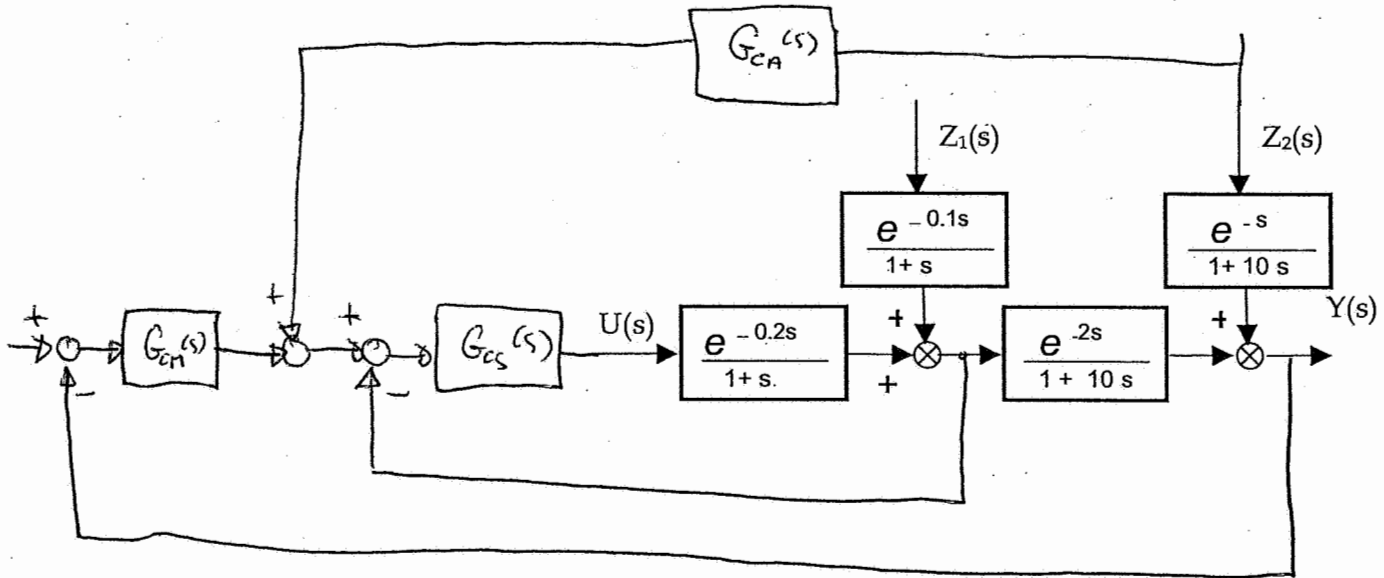 G_CA(s)
Z₁(s)
Z₂(s)
e^-0.1s
1+ s
e^-s
1+ 10 s
+
+
+
+
+
G_CM(s)
G_CS(s)
U(s)
e^-0.2s
1+ s.
+
e^-2s
1 + 10 s
Y(s)
-
-